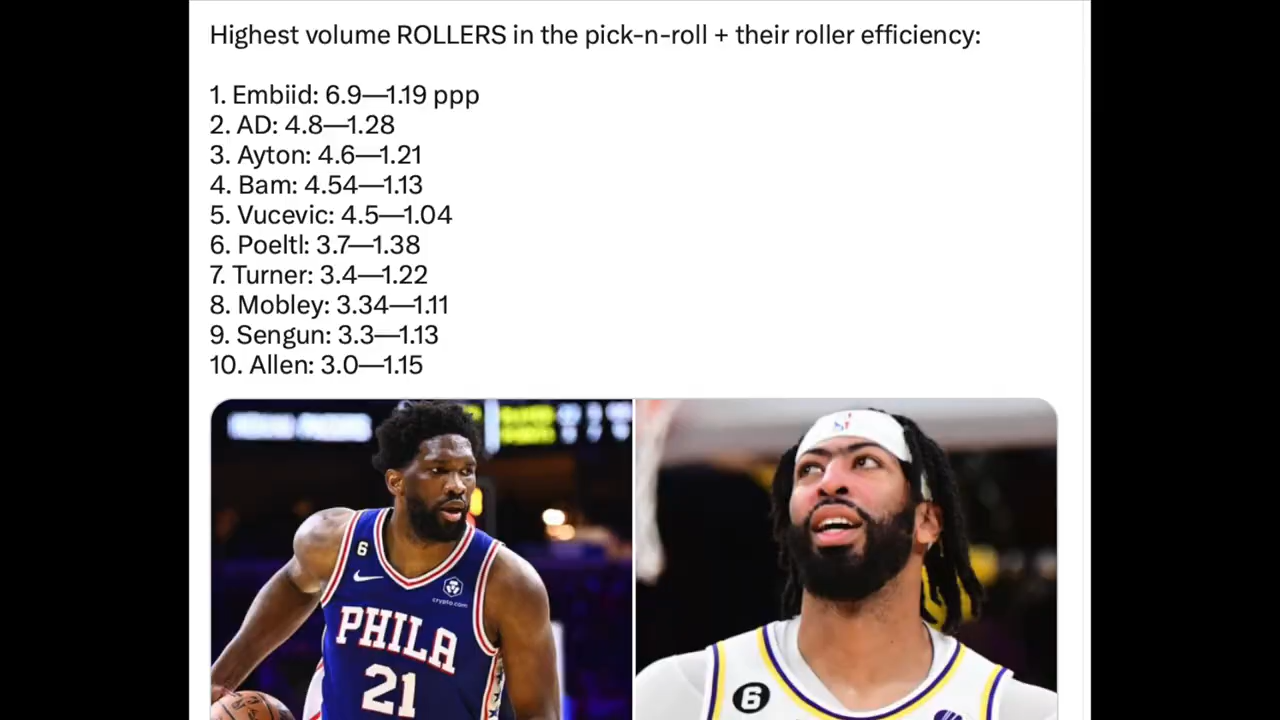 Highest volume ROLLERS in the pick-n-roll + their roller efficiency:
1. Embiid: 6.9—1.19 ppp
2. AD: 4.8—1.28
3. Ayton: 4.6—1.21
4. Bam: 4.54—1.13
5. Vucevic: 4.5—1.04
6. Poeltl: 3.7—1.38
7. Turner: 3.4—1.22
8. Mobley: 3.34—1.11
9. Sengun: 3.3—1.13
10. Allen: 3.0—1.15
6
crypto.com
PHILA
21
6